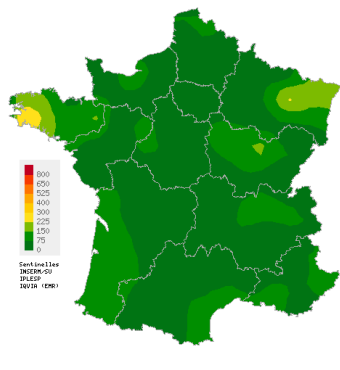 800
650
525
400
300
225
150
75
0
Sentinelles
INSERM/SU
IPLESP
IQVIA (EMR)